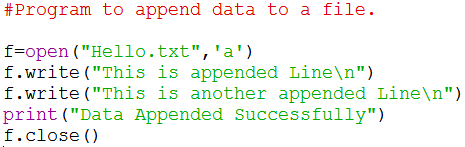 #Program to append data to a file.
f=open("Hello.txt",'a')
f.write("This is appended Line\n")
f.write("This is another appended Line\n")
print("Data Appended Successfully")
f.close()